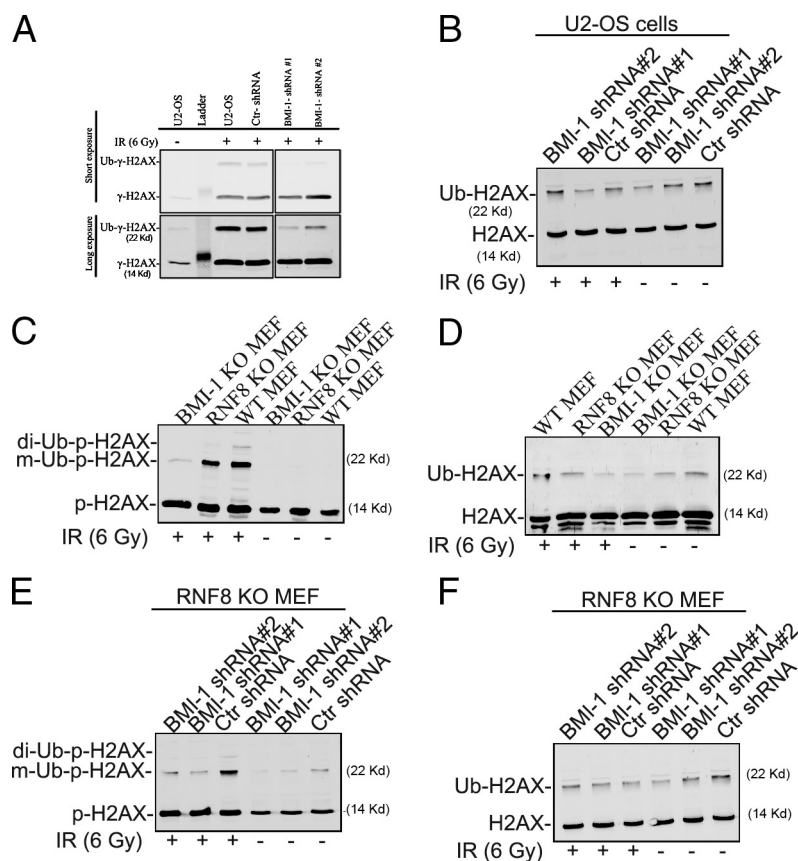 A
U2-OS
Ladder
U2-OS
Ctr- shRNA
BMI-1- shRNA #1
BMI-1- shRNA #2
- IR (6 Gy) + + + +
Short exposure
Ub-γ-H2AX-
γ-H2AX-
Long exposure
Ub-γ-H2AX-
(22 Kd)
γ-H2AX-
(14 Kd)
B
U2-OS cells
BMI-1 shRNA#2
BMI-1 shRNA#1
Ctr shRNA
BMI-1 shRNA#1
BMI-1 shRNA#2
Ctr shRNA
Ub-H2AX-
(22 Kd)
H2AX-
(14 Kd)
IR (6 Gy) + + + - - -
C
BMI-1 KO MEF
RNF8 KO MEF
WT MEF
BMI-1 KO MEF
RNF8 KO MEF
WT MEF
di-Ub-p-H2AX-
m-Ub-p-H2AX- (22 Kd)
p-H2AX- (14 Kd)
IR (6 Gy) + + + - - -
D
WT MEF
RNF8 KO MEF
BMI-1 KO MEF
BMI-1 KO MEF
RNF8 KO MEF
WT MEF
Ub-H2AX- (22 Kd)
H2AX- (14 Kd)
IR (6 Gy) + + + - - -
E
RNF8 KO MEF
BMI-1 shRNA#2
BMI-1 shRNA#1
Ctr shRNA
BMI-1 shRNA#1
BMI-1 shRNA#2
Ctr shRNA
di-Ub-p-H2AX-
m-Ub-p-H2AX- (22 Kd)
p-H2AX- -(14 Kd)
IR (6 Gy) + + + - - -
F
RNF8 KO MEF
BMI-1 shRNA#2
BMI-1 shRNA#1
Ctr shRNA
BMI-1 shRNA#1
BMI-1 shRNA#2
Ctr shRNA
Ub-H2AX- (22 Kd)
H2AX- (14 Kd)
IR (6 Gy) + + + - - -